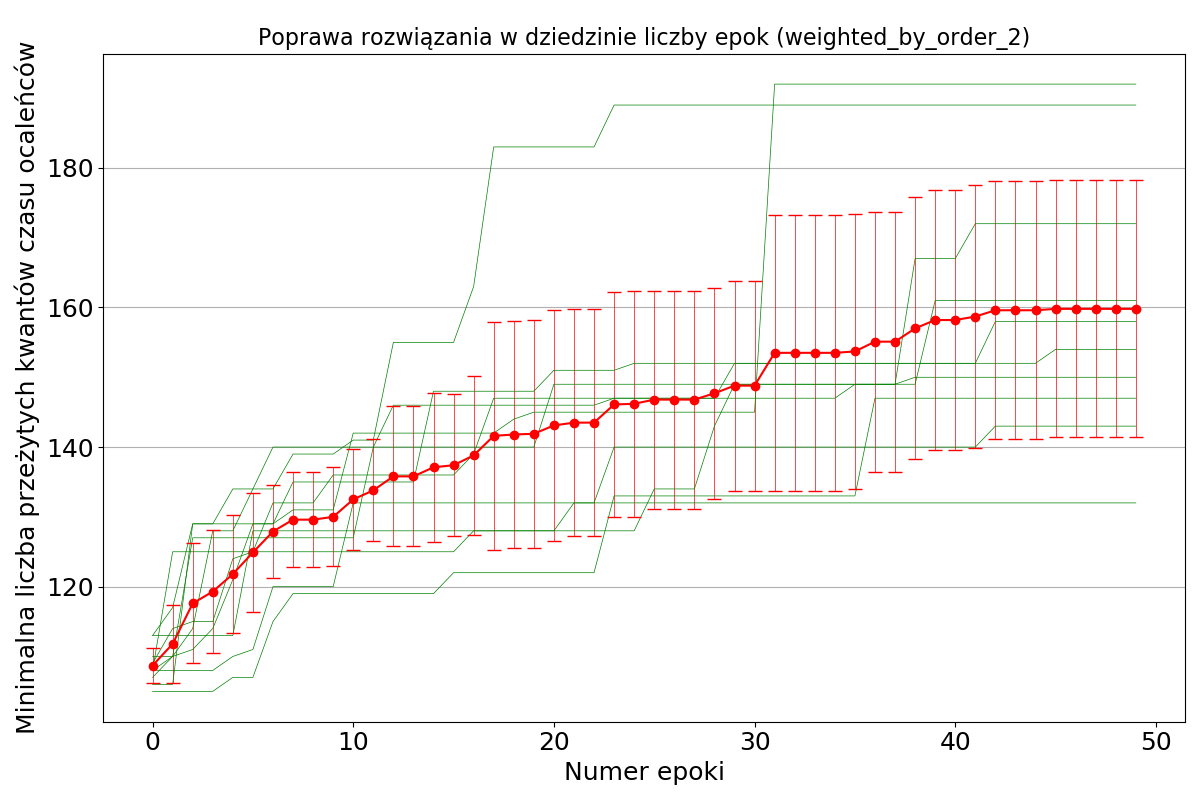 Poprawa rozwiązania w dziedzinie liczby epok (weighted_by_order_2)
Minimalna liczba przeżytych kwantów czasu ocaleńców
180
160
140
120
0 10 20 30 40 50
Numer epoki